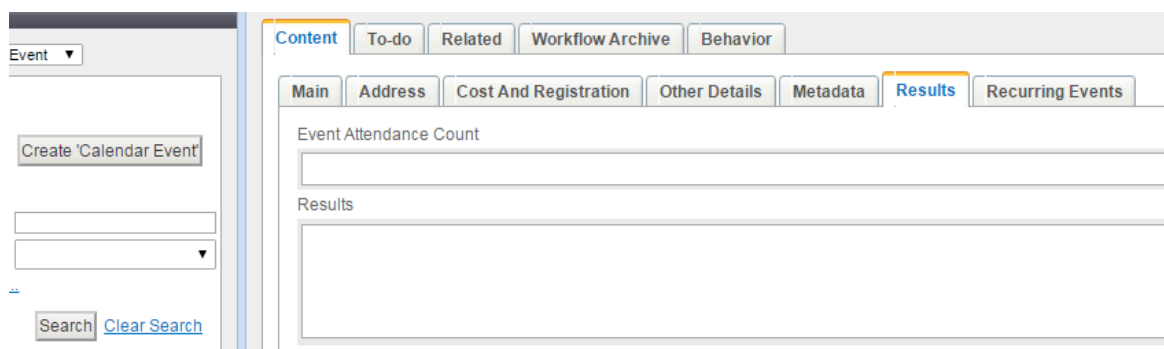 Event
Create 'Calendar Event'
..
Search Clear Search
Content To-do Related Workflow Archive Behavior
Main Address Cost And Registration Other Details Metadata Results Recurring Events
Event Attendance Count
Results